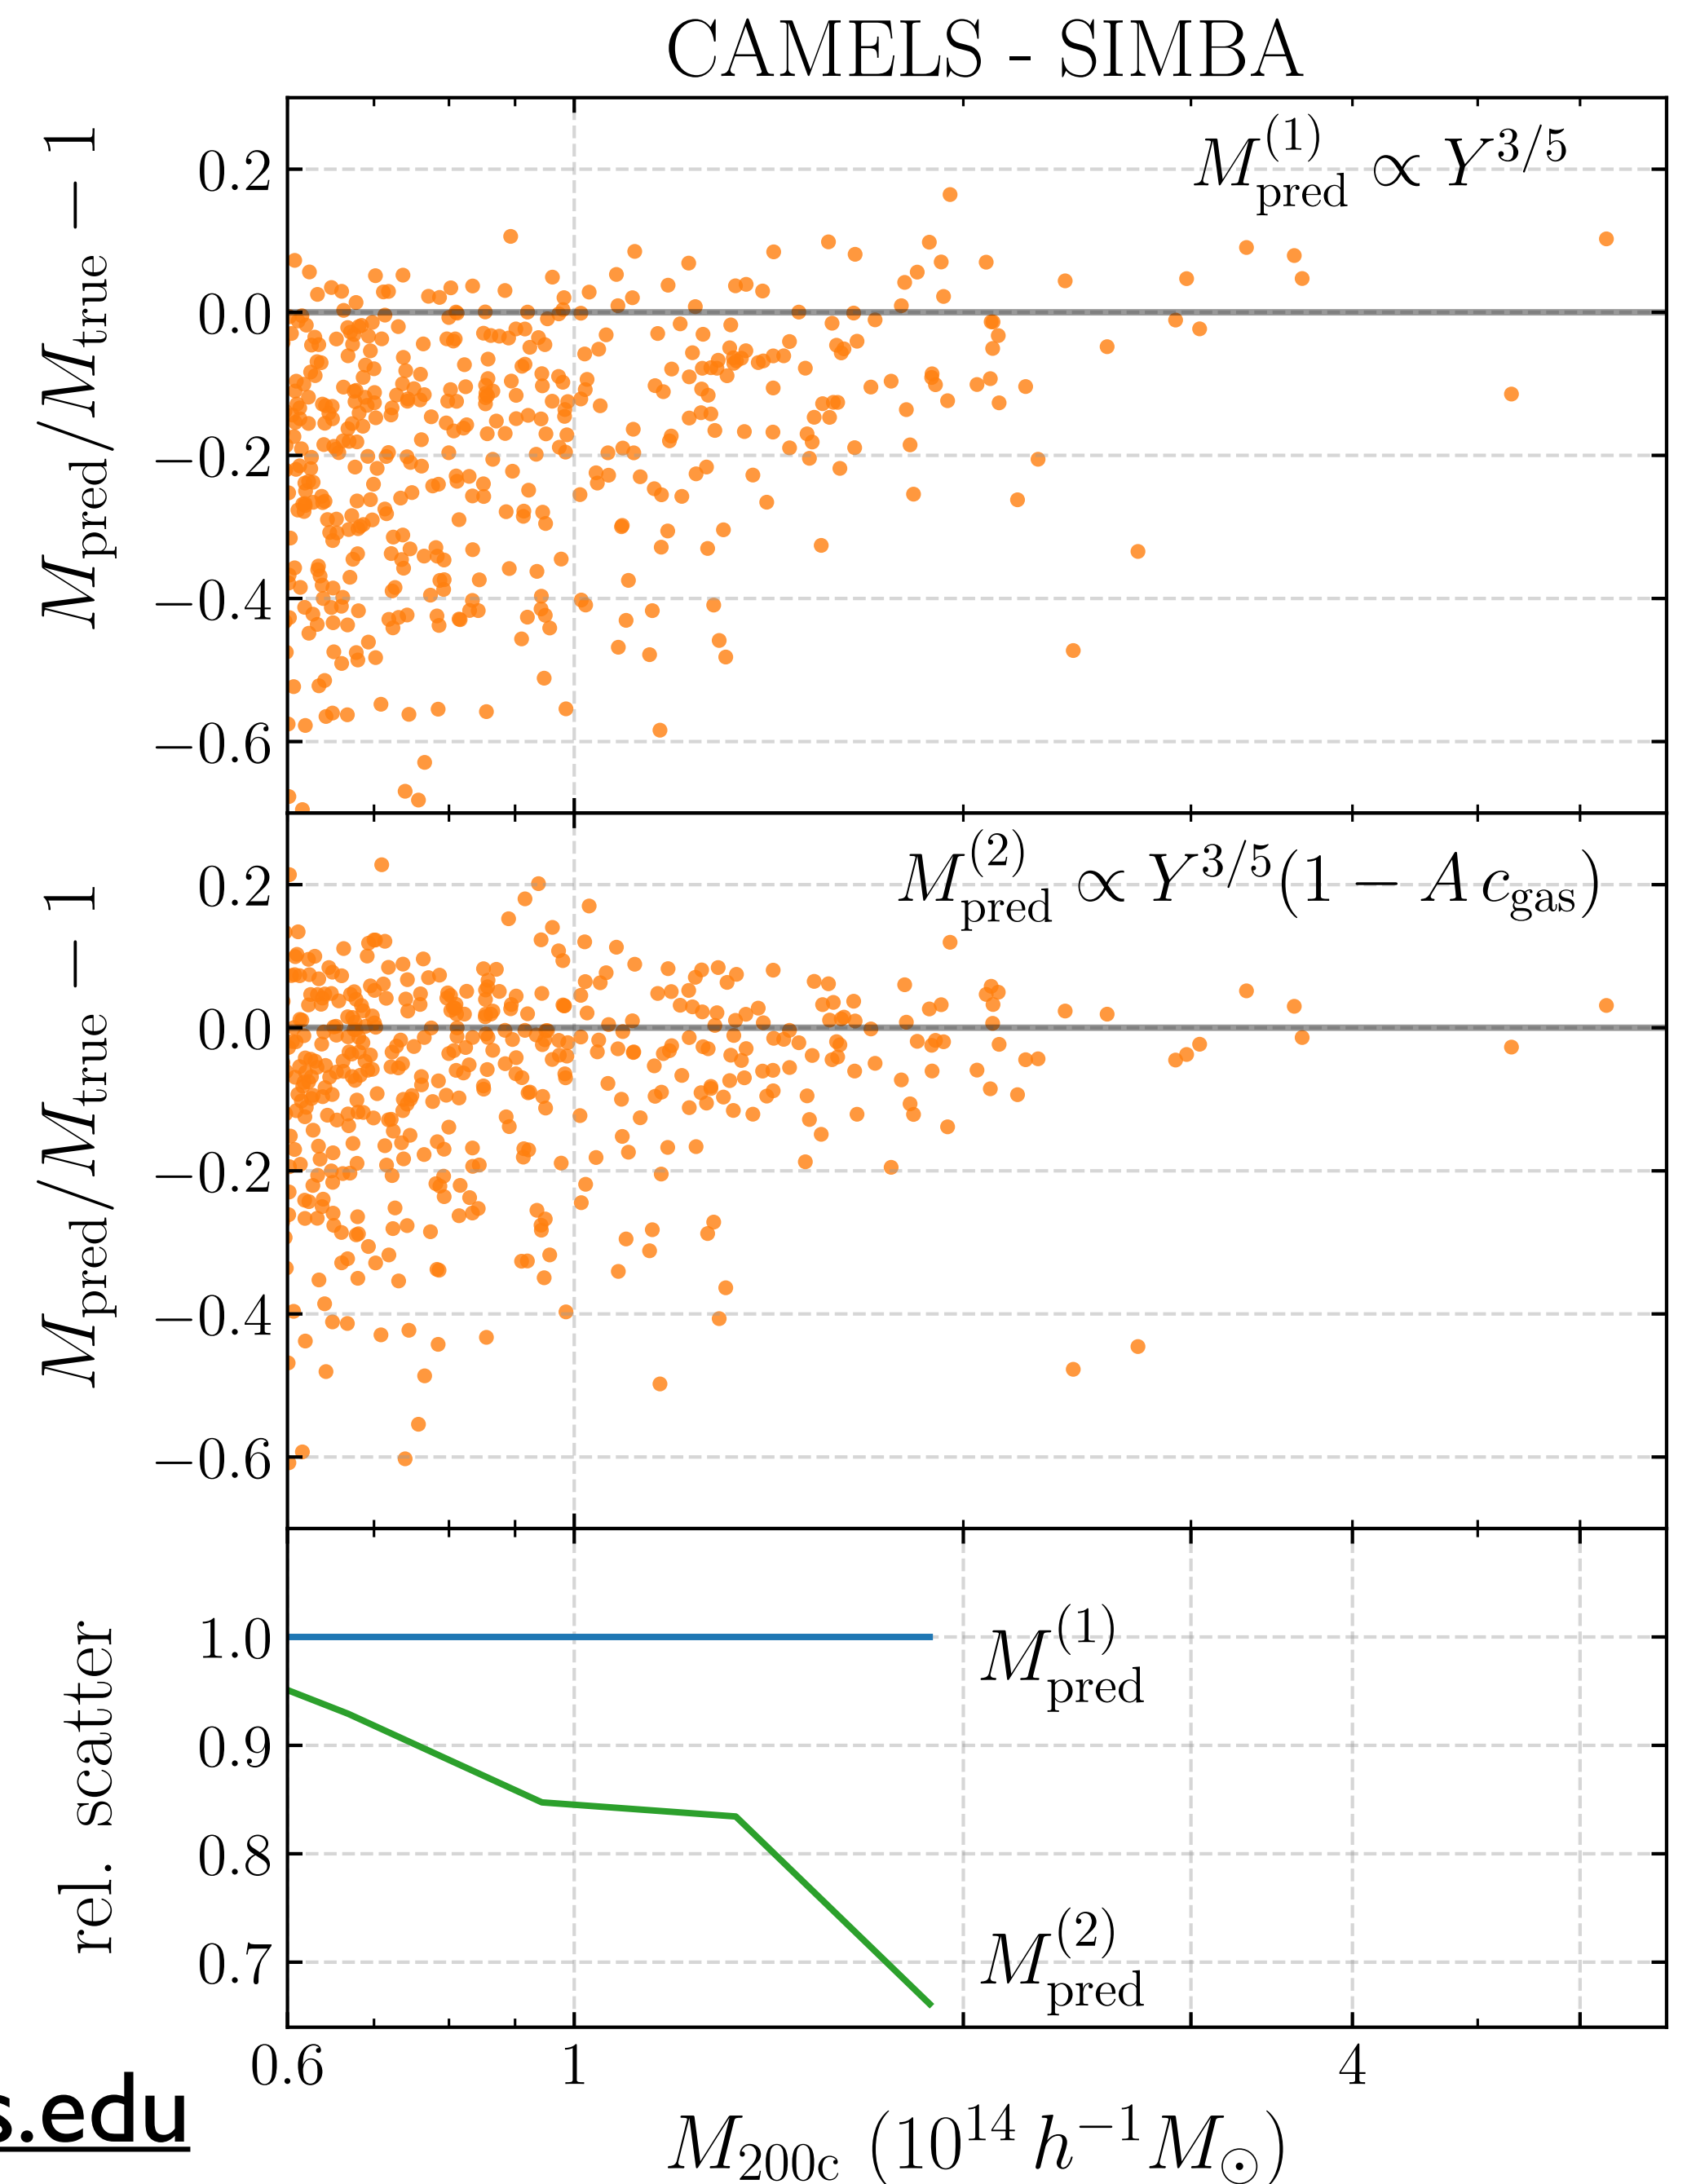 CAMELS - SIMBA
M_pred/M_true − 1
0.2
0.0
−0.2
−0.4
−0.6
M_pred^(1) ∝ Y^3/5
M_pred/M_true − 1
0.2
0.0
−0.2
−0.4
−0.6
M_pred^(2) ∝ Y^3/5(1 − A c_gas)
rel. scatter
1.0
0.9
0.8
0.7
M_pred^(1)
M_pred^(2)
0.6 1 4
M_200c (10^14 h^−1 M_⊙)
s.edu